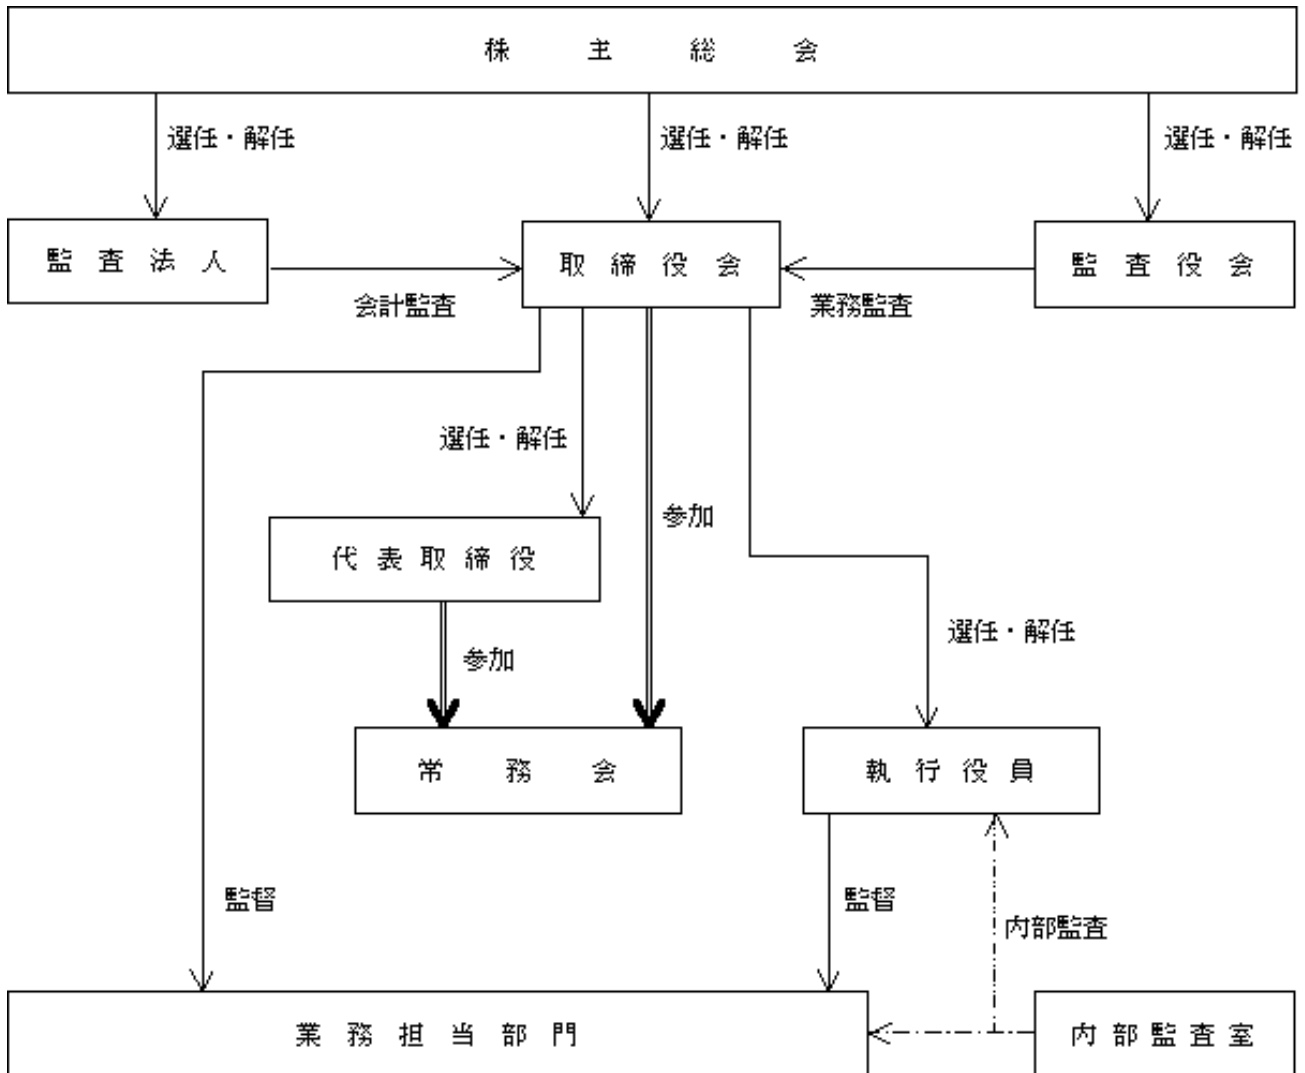 株主総会
選任・解任
選任・解任
選任・解任
監査法人
取締役会
監査役会
会計監査
業務監査
選任・解任
参加
代表取締役
選任・解任
参加
常務会
執行役員
監督
監督
内部監査
業務担当部門
内部監査室